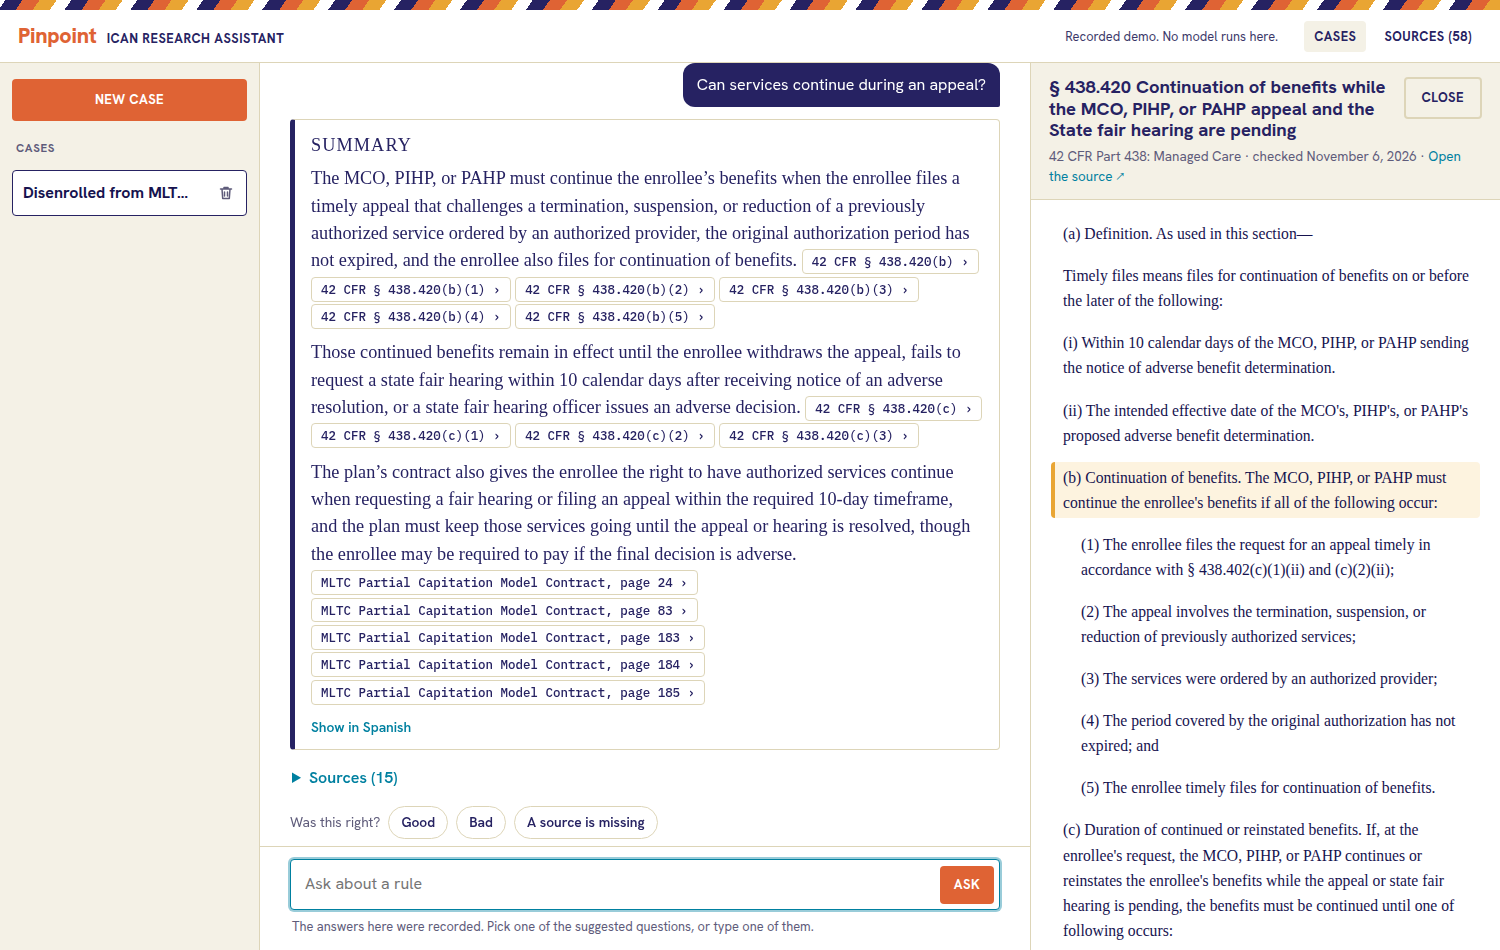 Pinpoint ICAN RESEARCH ASSISTANT
Recorded demo. No model runs here.
CASES
SOURCES (58)
NEW CASE
CASES
Disenrolled from MLT...
Can services continue during an appeal?
SUMMARY
The MCO, PIHP, or PAHP must continue the enrollee’s benefits when the enrollee files a
timely appeal that challenges a termination, suspension, or reduction of a previously
authorized service ordered by an authorized provider, the original authorization period has
not expired, and the enrollee also files for continuation of benefits. 42 CFR § 438.420(b) ›
42 CFR § 438.420(b)(1) › 42 CFR § 438.420(b)(2) › 42 CFR § 438.420(b)(3) ›
42 CFR § 438.420(b)(4) › 42 CFR § 438.420(b)(5) ›
Those continued benefits remain in effect until the enrollee withdraws the appeal, fails to
request a state fair hearing within 10 calendar days after receiving notice of an adverse
resolution, or a state fair hearing officer issues an adverse decision. 42 CFR § 438.420(c) ›
42 CFR § 438.420(c)(1) › 42 CFR § 438.420(c)(2) › 42 CFR § 438.420(c)(3) ›
The plan’s contract also gives the enrollee the right to have authorized services continue
when requesting a fair hearing or filing an appeal within the required 10-day timeframe,
and the plan must keep those services going until the appeal or hearing is resolved, though
the enrollee may be required to pay if the final decision is adverse.
MLTC Partial Capitation Model Contract, page 24 ›
MLTC Partial Capitation Model Contract, page 83 ›
MLTC Partial Capitation Model Contract, page 183 ›
MLTC Partial Capitation Model Contract, page 184 ›
MLTC Partial Capitation Model Contract, page 185 ›
Show in Spanish
▶ Sources (15)
Was this right? Good Bad A source is missing
Ask about a rule
ASK
The answers here were recorded. Pick one of the suggested questions, or type one of them.
§ 438.420 Continuation of benefits while
the MCO, PIHP, or PAHP appeal and the
State fair hearing are pending
CLOSE
42 CFR Part 438: Managed Care · checked November 6, 2026 · Open
the source ↗
(a) Definition. As used in this section—
Timely files means files for continuation of benefits on or before
the later of the following:
(i) Within 10 calendar days of the MCO, PIHP, or PAHP sending
the notice of adverse benefit determination.
(ii) The intended effective date of the MCO's, PIHP's, or PAHP's
proposed adverse benefit determination.
(b) Continuation of benefits. The MCO, PIHP, or PAHP must
continue the enrollee's benefits if all of the following occur:
(1) The enrollee files the request for an appeal timely in
accordance with § 438.402(c)(1)(ii) and (c)(2)(ii);
(2) The appeal involves the termination, suspension, or
reduction of previously authorized services;
(3) The services were ordered by an authorized provider;
(4) The period covered by the original authorization has not
expired; and
(5) The enrollee timely files for continuation of benefits.
(c) Duration of continued or reinstated benefits. If, at the
enrollee's request, the MCO, PIHP, or PAHP continues or
reinstates the enrollee's benefits while the appeal or state fair
hearing is pending, the benefits must be continued until one of
following occurs: